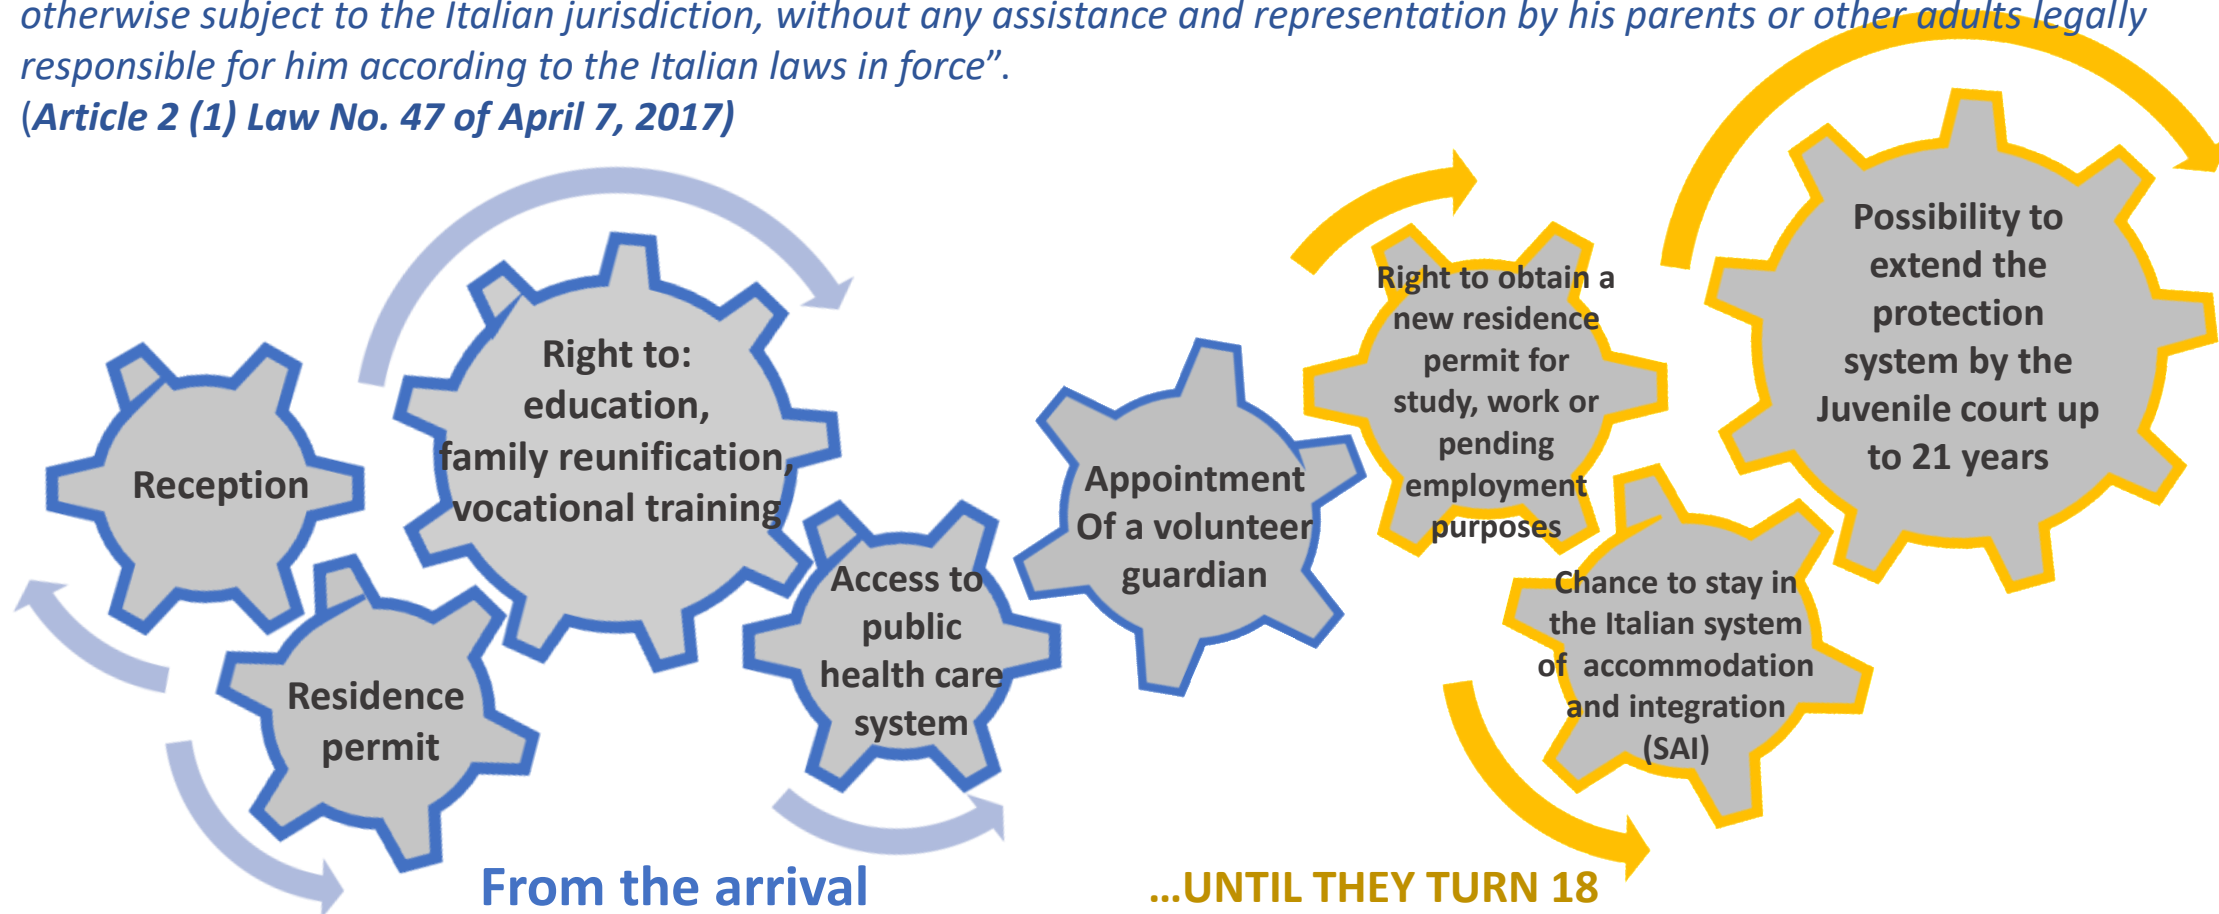 otherwise subject to the Italian jurisdiction, without any assistance and representation by his parents or other adults legally
responsible for him according to the Italian laws in force”.
(Article 2 (1) Law No. 47 of April 7, 2017)
Reception
Residence
permit
Right to:
education,
family reunification,
vocational training
Access to
public
health care
system
Appointment
Of a volunteer
guardian
Right to obtain a
new residence
permit for
study, work or
pending
employment
purposes
Chance to stay in
the Italian system
of accommodation
and integration
(SAI)
Possibility to
extend the
protection
system by the
Juvenile court up
to 21 years
From the arrival
...UNTIL THEY TURN 18